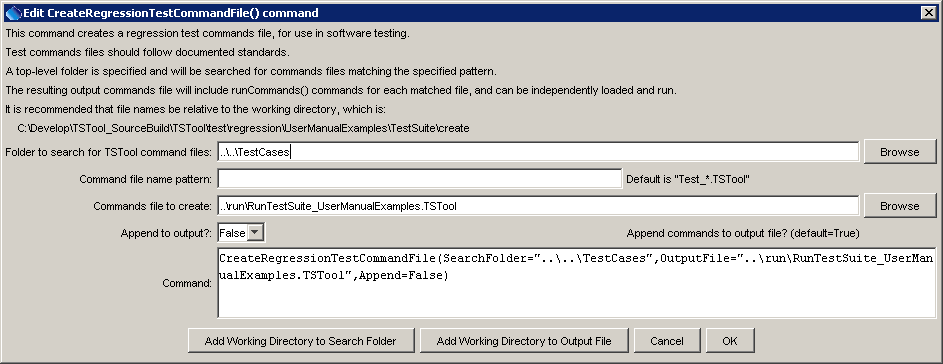 Edit CreateRegressionTestCommandFile() command
This command creates a regression test commands file, for use in software testing.
Test commands files should follow documented standards.
A top-level folder is specified and will be searched for commands files matching the specified pattern.
The resulting output commands file will include runCommands() commands for each matched file, and can be independently loaded and run.
It is recommended that file names be relative to the working directory, which is:
C:\Develop\TSTool_SourceBuild\TSTool\test\regression\UserManualExamples\TestSuite\create
Folder to search for TSTool command files: ..\..\TestCases Browse
Command file name pattern: Default is "Test_*.TSTool"
Commands file to create: ..\run\RunTestSuite_UserManualExamples.TSTool Browse
Append to output?: False Append commands to output file? (default=True)
Command: CreateRegressionTestCommandFile(SearchFolder="..\..\TestCases",OutputFile="..\run\RunTestSuite_UserMan
ualExamples.TSTool",Append=False)
Add Working Directory to Search Folder Add Working Directory to Output File Cancel OK